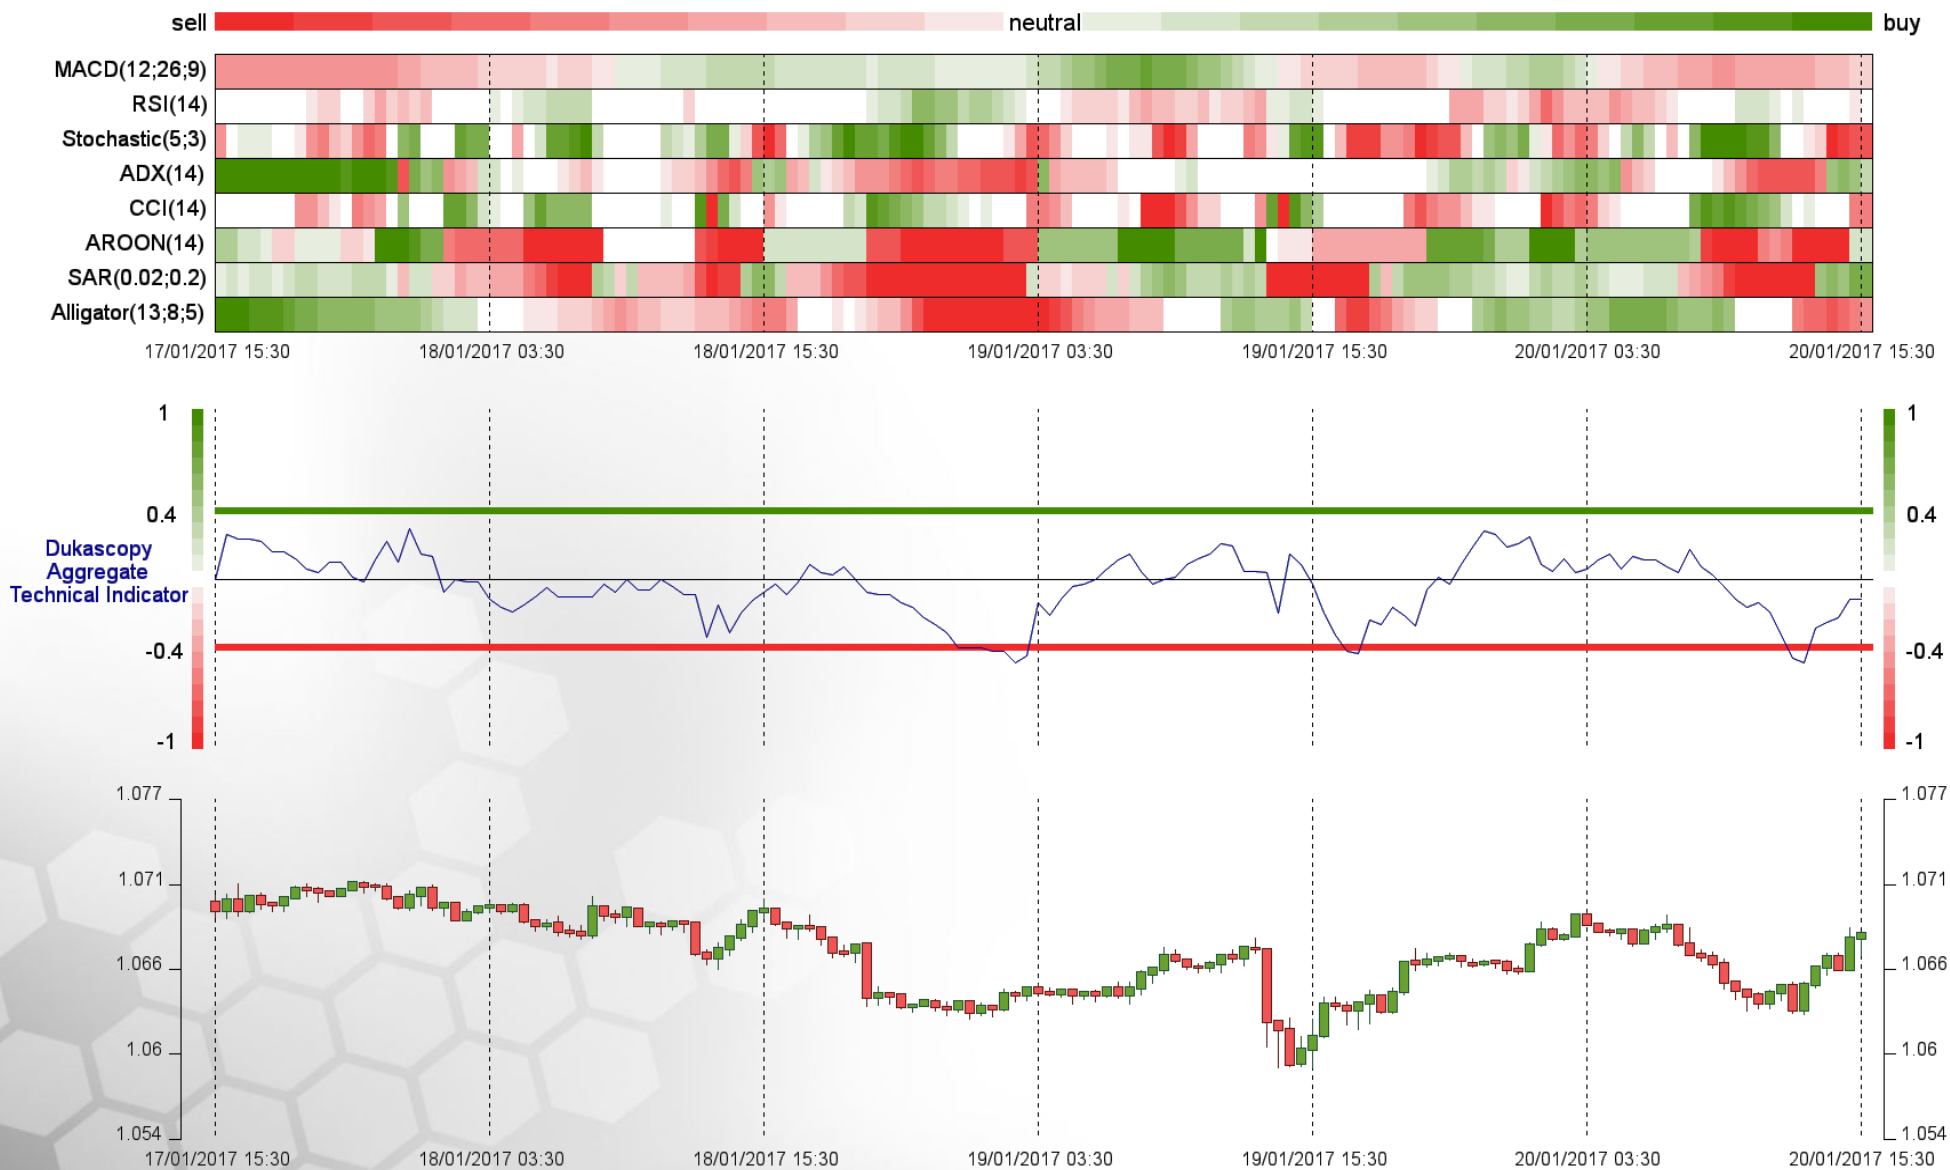 sell neutral buy
MACD(12;26;9)
RSI(14)
Stochastic(5;3)
ADX(14)
CCI(14)
AROON(14)
SAR(0.02;0.2)
Alligator(13;8;5)
17/01/2017 15:30 18/01/2017 03:30 18/01/2017 15:30 19/01/2017 03:30 19/01/2017 15:30 20/01/2017 03:30 20/01/2017 15:30
1 1
0.4 0.4
Dukascopy
Aggregate
Technical Indicator
-0.4 -0.4
-1 -1
1.077 1.077
1.071 1.071
1.066 1.066
1.06 1.06
1.054 1.054
17/01/2017 15:30 18/01/2017 03:30 18/01/2017 15:30 19/01/2017 03:30 19/01/2017 15:30 20/01/2017 03:30 20/01/2017 15:30